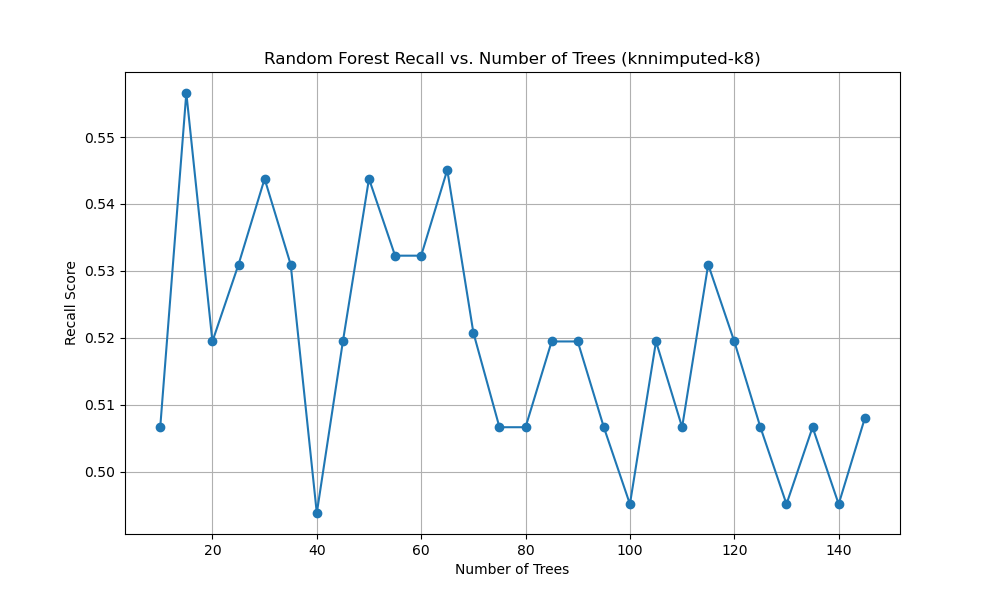 Random Forest Recall vs. Number of Trees (knnimputed-k8)
Recall Score
0.55
0.54
0.53
0.52
0.51
0.50
20 40 60 80 100 120 140
Number of Trees